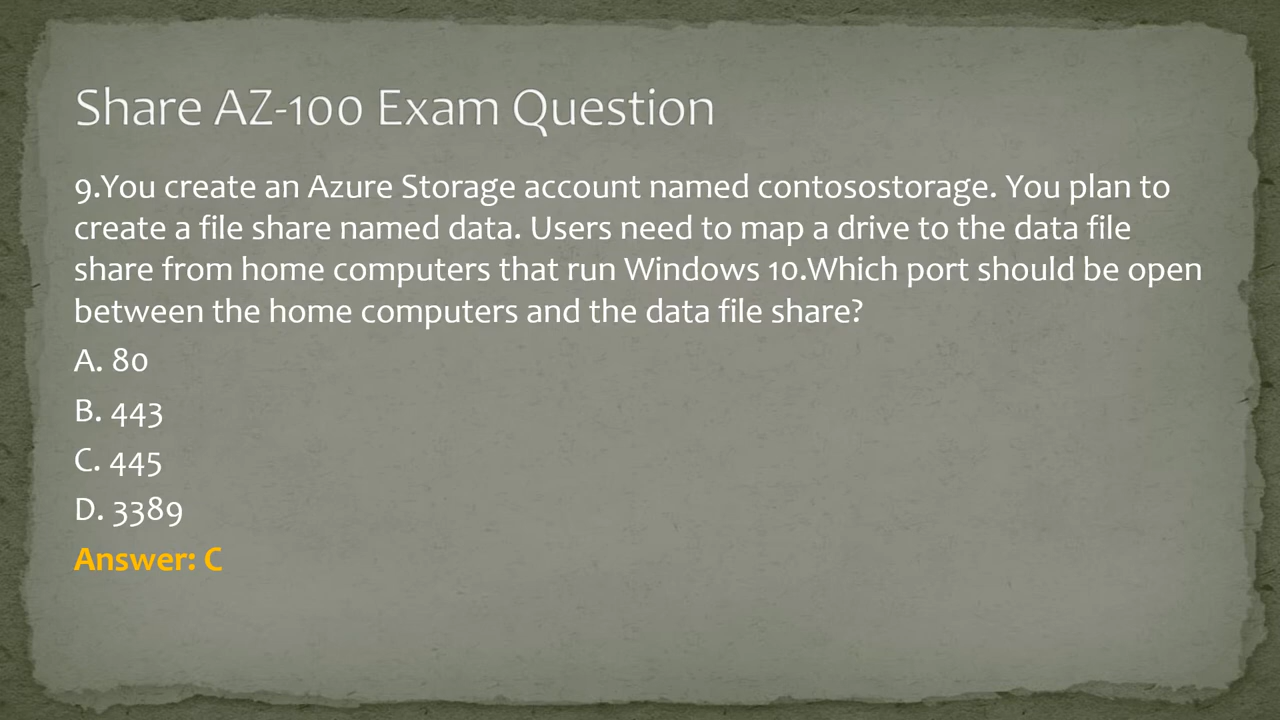 Share AZ-100 Exam Question
9.You create an Azure Storage account named contosostorage. You plan to
create a file share named data. Users need to map a drive to the data file
share from home computers that run Windows 10.Which port should be open
between the home computers and the data file share?
A. 80
B. 443
C. 445
D. 3389
Answer: C